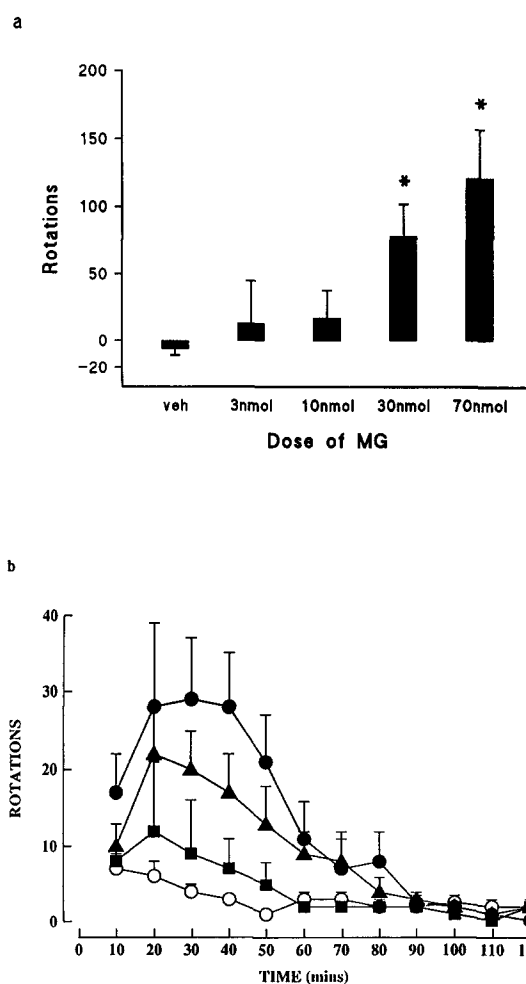 a
200
150
100
50
0
-20
Rotations
*
*
veh 3nmol 10nmol 30nmol 70nmol
Dose of MG
b
40
30
20
10
0
ROTATIONS
0 10 20 30 40 50 60 70 80 90 100 110
TIME (mins)